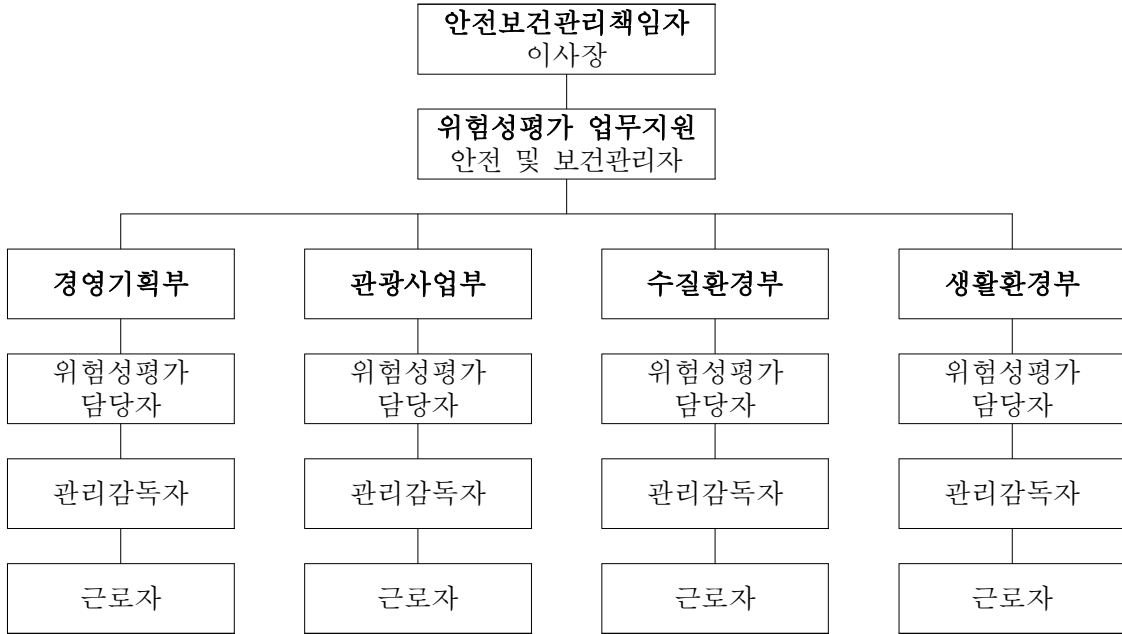 안전보건관리책임자
이사장
위험성평가 업무지원
안전 및 보건관리자
경영기획부 관광사업부 수질환경부 생활환경부
위험성평가 위험성평가 위험성평가 위험성평가
담당자 담당자 담당자 담당자
관리감독자 관리감독자 관리감독자 관리감독자
근로자 근로자 근로자 근로자